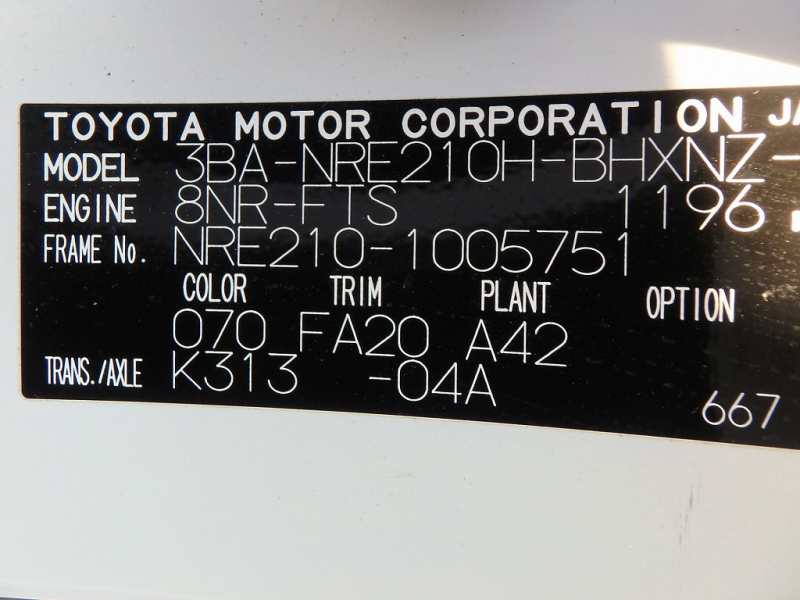 TOYOTA MOTOR CORPORATION JA
MODEL 3BA-NRE210H-BHXNZ-
ENGINE 8NR-FTS 1196
FRAME No. NRE210-1005751
COLOR TRIM PLANT OPTION
070 FA20 A42
TRANS./AXLE K313 -04A
667